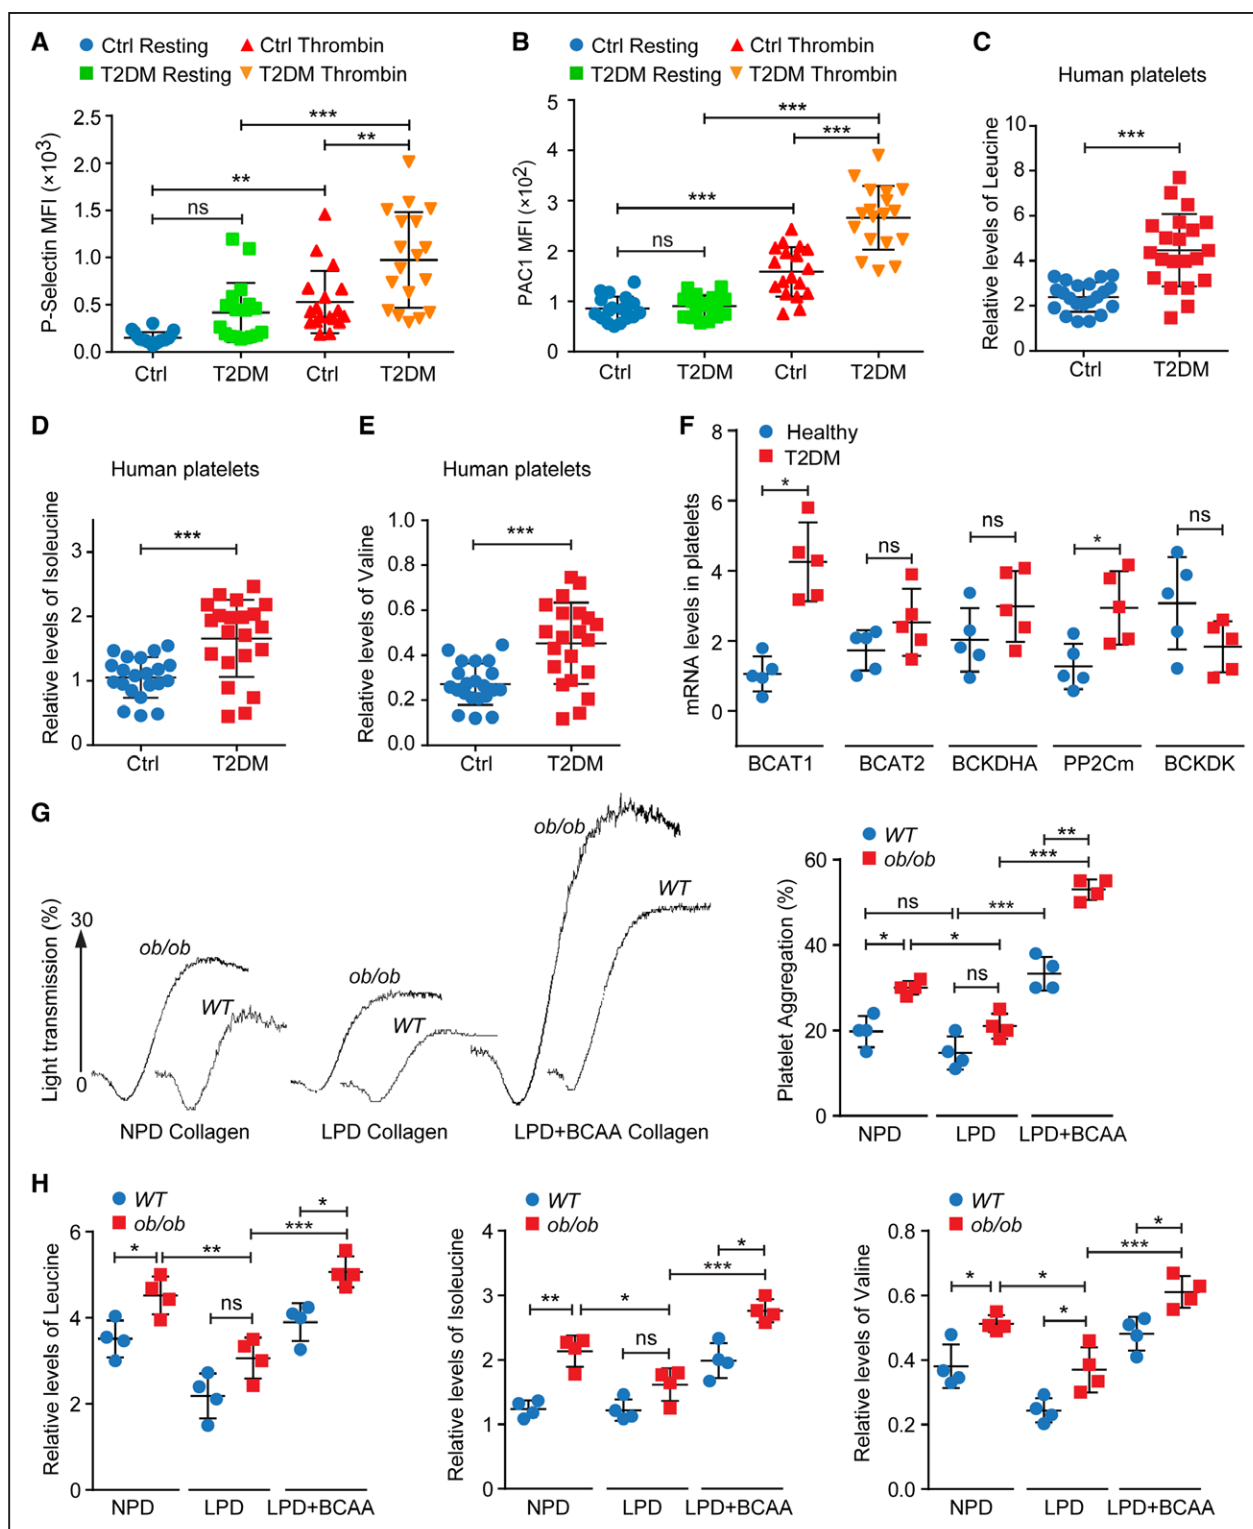 A
Ctrl Resting
Ctrl Thrombin
T2DM Resting
T2DM Thrombin
P-Selectin MFI (×10³)
2.5
2.0
1.5
1.0
0.5
0.0
***
**
**
ns
Ctrl
T2DM
Ctrl
T2DM
B
Ctrl Resting
Ctrl Thrombin
T2DM Resting
T2DM Thrombin
PAC1 MFI (×10²)
5
4
3
2
1
0
***
***
***
ns
Ctrl
T2DM
Ctrl
T2DM
C
Human platelets
Relative levels of Leucine
10
8
6
4
2
0
***
Ctrl
T2DM
D
Human platelets
Relative levels of Isoleucine
3
2
1
0
***
Ctrl
T2DM
E
Human platelets
Relative levels of Valine
1.0
0.8
0.6
0.4
0.2
0.0
***
Ctrl
T2DM
F
Healthy
T2DM
mRNA levels in platelets
8
6
4
2
0
*
ns
ns
*
ns
BCAT1
BCAT2
BCKDHA
PP2Cm
BCKDK
G
Light transmission (%)
30
0
ob/ob
WT
NPD Collagen
ob/ob
WT
LPD Collagen
ob/ob
WT
LPD+BCAA Collagen
WT
ob/ob
Platelet Aggregation (%)
60
40
20
0
**
***
ns
***
*
*
ns
NPD
LPD
LPD+BCAA
H
WT
ob/ob
Relative levels of Leucine
6
4
2
0
*
***
*
**
ns
NPD
LPD
LPD+BCAA
WT
ob/ob
Relative levels of Isoleucine
4
3
2
1
0
*
***
**
*
ns
NPD
LPD
LPD+BCAA
WT
ob/ob
Relative levels of Valine
0.8
0.6
0.4
0.2
0.0
*
***
*
*
*
NPD
LPD
LPD+BCAA